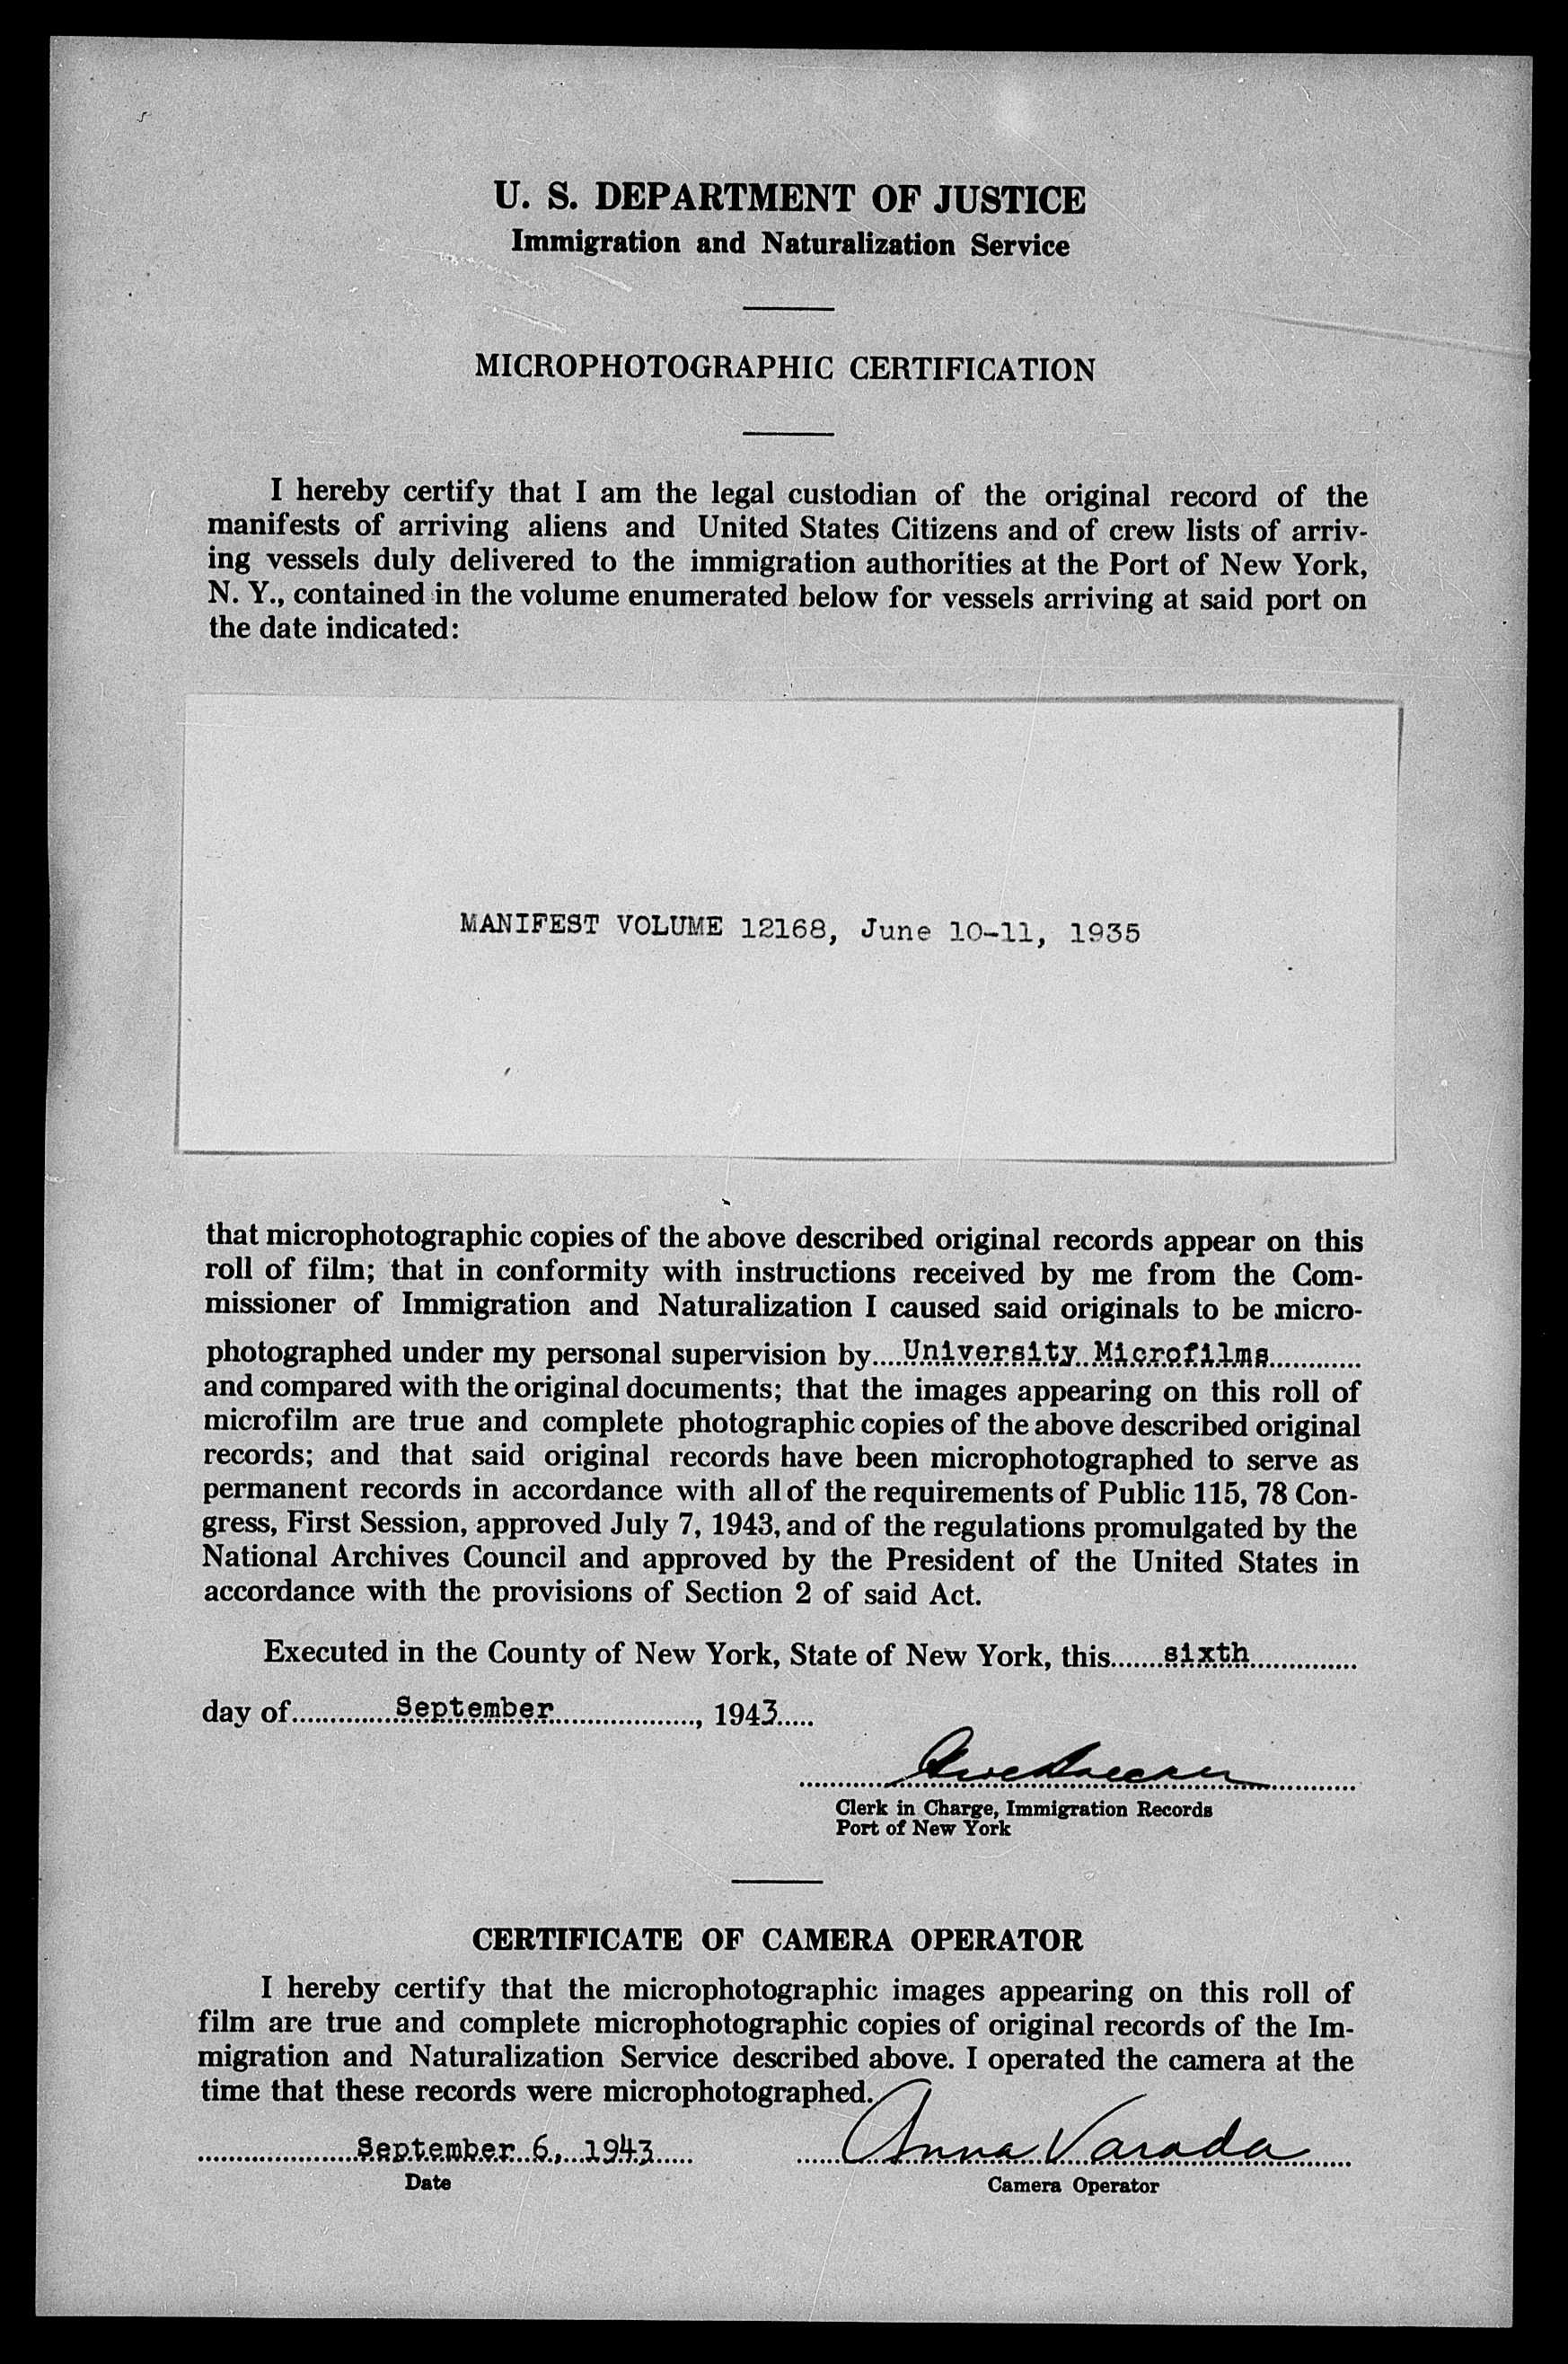 U. S. DEPARTMENT OF JUSTICE
Immigration and Naturalization Service
MICROPHOTOGRAPHIC CERTIFICATION
I hereby certify that I am the legal custodian of the original record of the
manifests of arriving aliens and United States Citizens and of crew lists of arriv-
ing vessels duly delivered to the immigration authorities at the Port of New York,
N. Y., contained in the volume enumerated below for vessels arriving at said port on
the date indicated:
MANIFEST VOLUME 12168, June 10-11, 1935
that microphotographic copies of the above described original records appear on this
roll of film; that in conformity with instructions received by me from the Com-
missioner of Immigration and Naturalization I caused said originals to be micro-
photographed under my personal supervision by.....University Microfilms............
and compared with the original documents; that the images appearing on this roll of
microfilm are true and complete photographic copies of the above described original
records; and that said original records have been microphotographed to serve as
permanent records in accordance with all of the requirements of Public 115, 78 Con-
gress, First Session, approved July 7, 1943, and of the regulations promulgated by the
National Archives Council and approved by the President of the United States in
accordance with the provisions of Section 2 of said Act.
Executed in the County of New York, State of New York, this.......sixth...............
day of..............September...................., 1943.....
Clerk in Charge, Immigration Records
Port of New York
CERTIFICATE OF CAMERA OPERATOR
I hereby certify that the microphotographic images appearing on this roll of
film are true and complete microphotographic copies of original records of the Im-
migration and Naturalization Service described above. I operated the camera at the
time that these records were microphotographed.
September 6, 1943 Anna Varada
Date Camera Operator